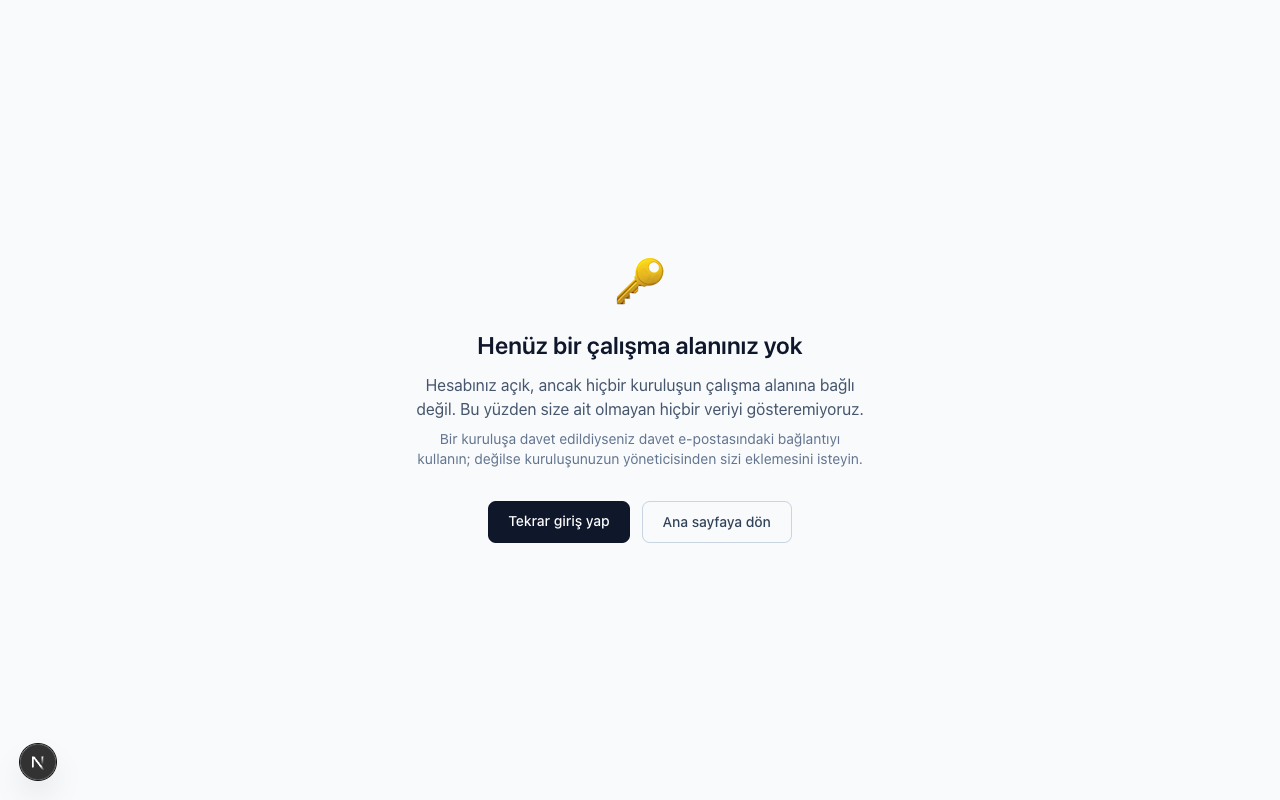 Henüz bir çalışma alanınız yok
Hesabınız açık, ancak hiçbir kuruluşun çalışma alanına bağlı
değil. Bu yüzden size ait olmayan hiçbir veriyi gösteremiyoruz.
Bir kuruluşa davet edildiyseniz davet e-postasındaki bağlantıyı
kullanın; değilse kuruluşunuzun yöneticisinden sizi eklemesini isteyin.
Tekrar giriş yap
Ana sayfaya dön
N